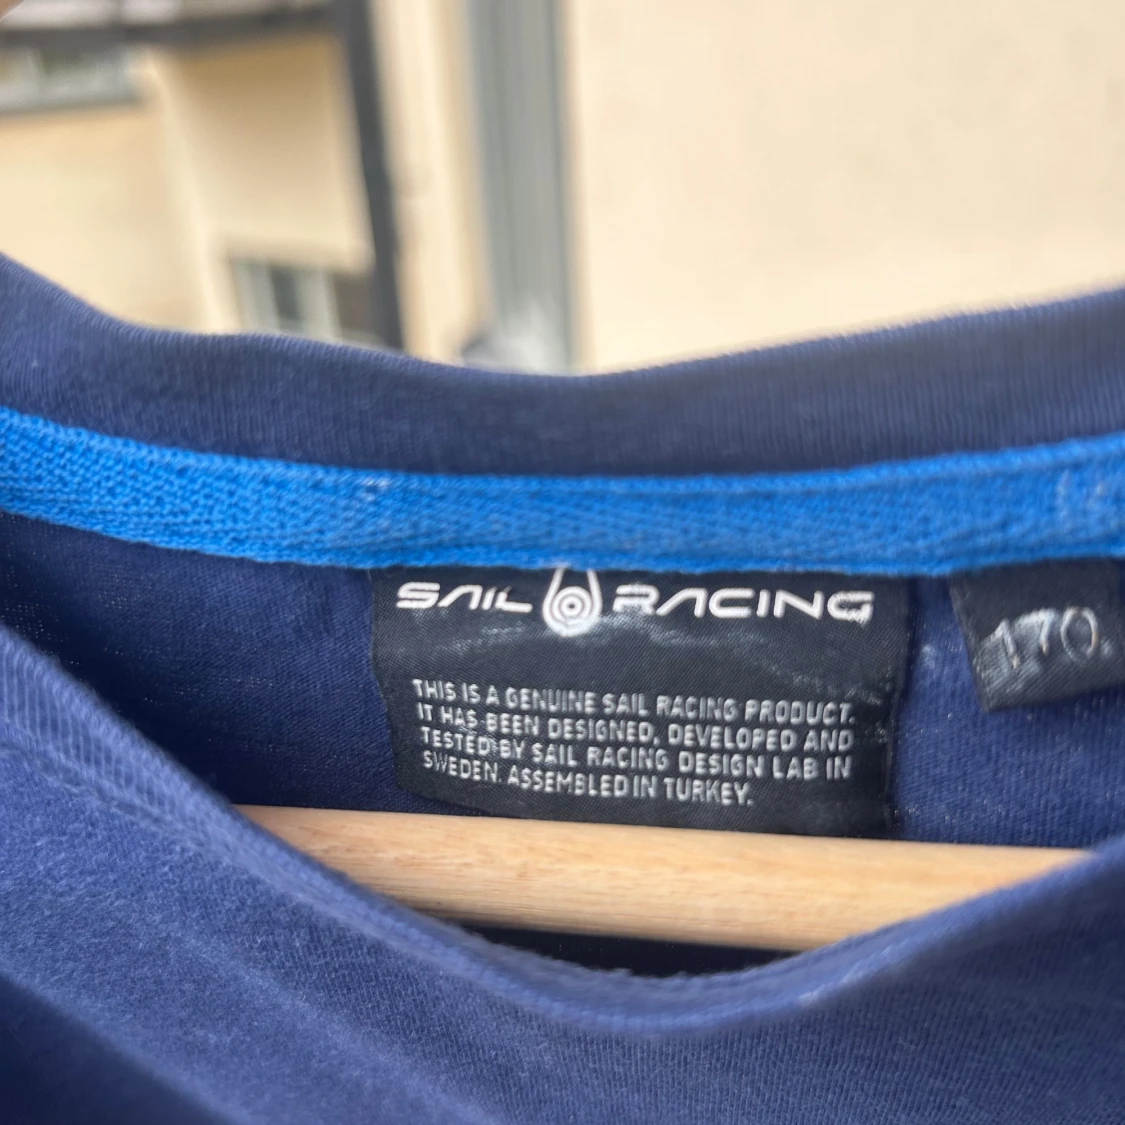 SAIL RACING
THIS IS A GENUINE SAIL RACING PRODUCT.
IT HAS BEEN DESIGNED, DEVELOPED AND
TESTED BY SAIL RACING DESIGN LAB IN
SWEDEN. ASSEMBLED IN TURKEY.
170